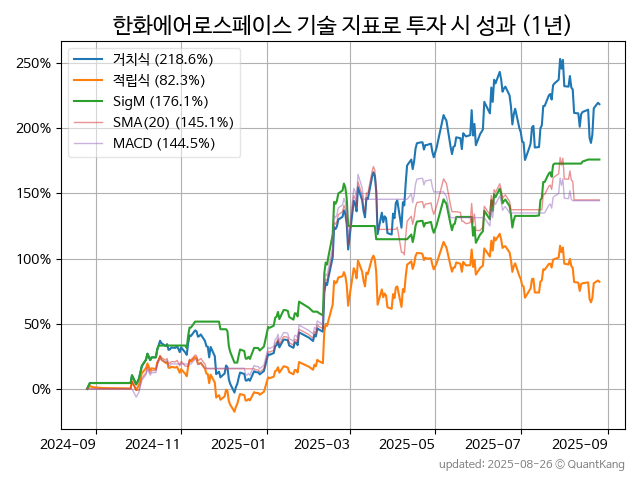 한화에어로스페이스 기술 지표로 투자 시 성과 (1년)
거치식 (218.6%)
적립식 (82.3%)
SigM (176.1%)
SMA(20) (145.1%)
MACD (144.5%)
250%
200%
150%
100%
50%
0%
2024-09 2024-11 2025-01 2025-03 2025-05 2025-07 2025-09
updated: 2025-08-26 © QuantKang